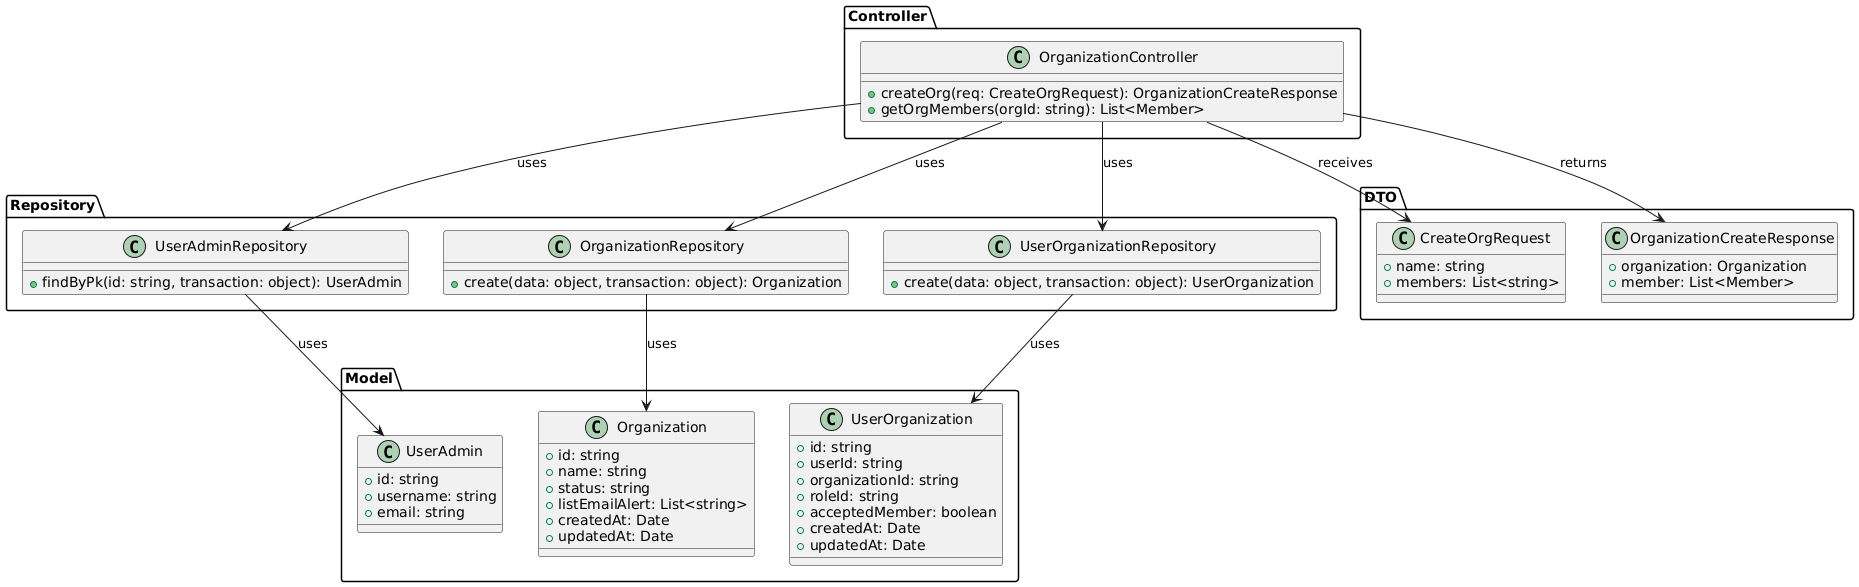 Controller
C OrganizationController
createOrg(req: CreateOrgRequest): OrganizationCreateResponse
getOrgMembers(orgId: string): List<Member>
uses
uses
uses
receives
returns
Repository
C UserAdminRepository
findByPk(id: string, transaction: object): UserAdmin
C OrganizationRepository
create(data: object, transaction: object): Organization
C UserOrganizationRepository
create(data: object, transaction: object): UserOrganization
DTO
C CreateOrgRequest
name: string
members: List<string>
C OrganizationCreateResponse
organization: Organization
member: List<Member>
uses
uses
uses
Model
C UserAdmin
id: string
username: string
email: string
C Organization
id: string
name: string
status: string
listEmailAlert: List<string>
createdAt: Date
updatedAt: Date
C UserOrganization
id: string
userId: string
organizationId: string
roleId: string
acceptedMember: boolean
createdAt: Date
updatedAt: Date